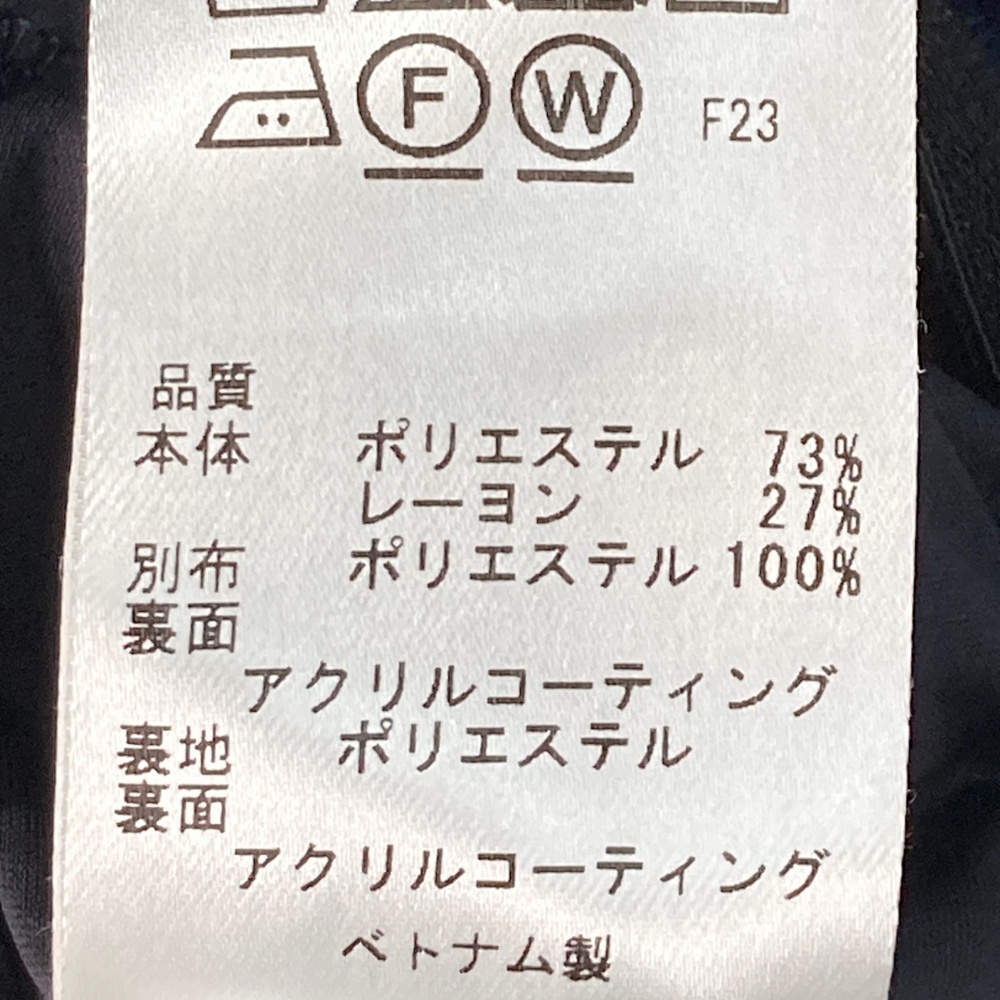 F W F23
品質
本体 ポリエステル 73%
レーヨン 27%
別布 ポリエステル 100%
裏面
アクリルコーティング
裏地 ポリエステル
裏面
アクリルコーティング
ベトナム製